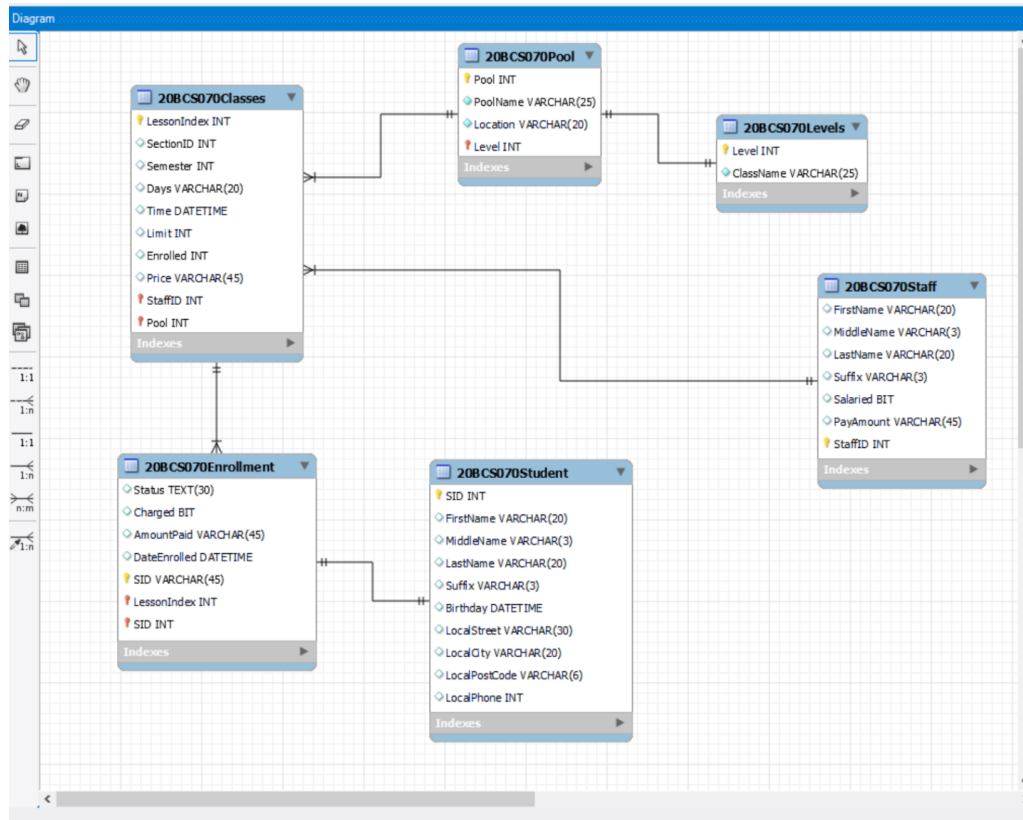 Diagram
20BCS070Pool
Pool INT
PoolName VARCHAR(25)
Location VARCHAR(20)
Level INT
Indexes
20BCS070Classes
LessonIndex INT
SectionID INT
Semester INT
Days VARCHAR(20)
Time DATETIME
Limit INT
Enrolled INT
Price VARCHAR(45)
StaffID INT
Pool INT
Indexes
20BCS070Levels
Level INT
ClassName VARCHAR(25)
Indexes
20BCS070Staff
FirstName VARCHAR(20)
MiddleName VARCHAR(3)
LastName VARCHAR(20)
Suffix VARCHAR(3)
Salaried BIT
PayAmount VARCHAR(45)
StaffID INT
Indexes
1:1
1:n
1:1
1:n
n:m
1:n
20BCS070Enrollment
Status TEXT(30)
Charged BIT
AmountPaid VARCHAR(45)
DateEnrolled DATETIME
SID VARCHAR(45)
LessonIndex INT
SID INT
Indexes
20BCS070Student
SID INT
FirstName VARCHAR(20)
MiddleName VARCHAR(3)
LastName VARCHAR(20)
Suffix VARCHAR(3)
Birthday DATETIME
LocalStreet VARCHAR(30)
LocalCity VARCHAR(20)
LocalPostCode VARCHAR(6)
LocalPhone INT
Indexes